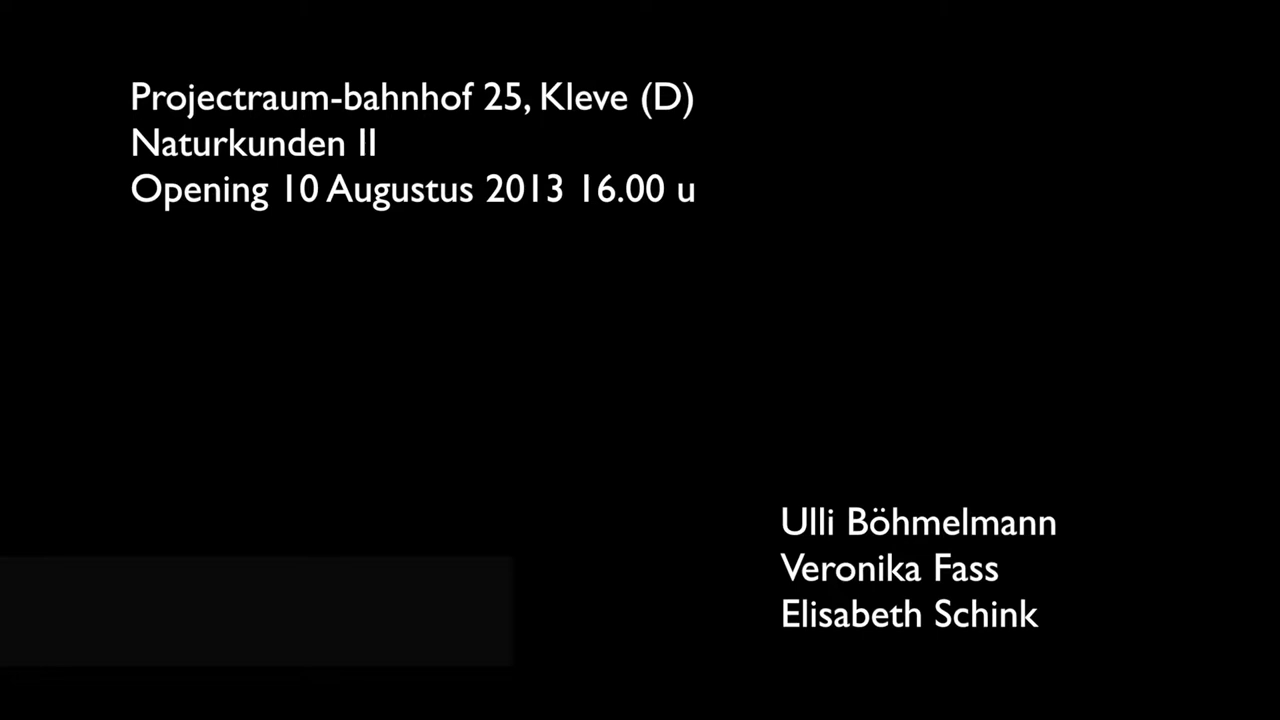 Projectraum-bahnhof 25, Kleve (D)
Naturkunden II
Opening 10 Augustus 2013 16.00 u
Ulli Böhmelmann
Veronika Fass
Elisabeth Schink